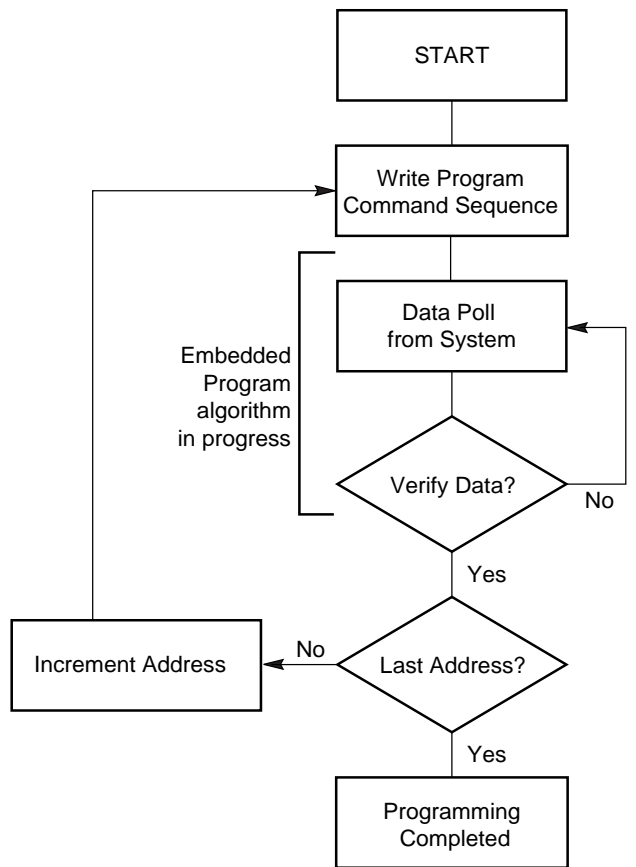 START
Write Program
Command Sequence
Data Poll
from System
Embedded
Program
algorithm
in progress
Verify Data?
No
Yes
Increment Address
No
Last Address?
Yes
Programming
Completed